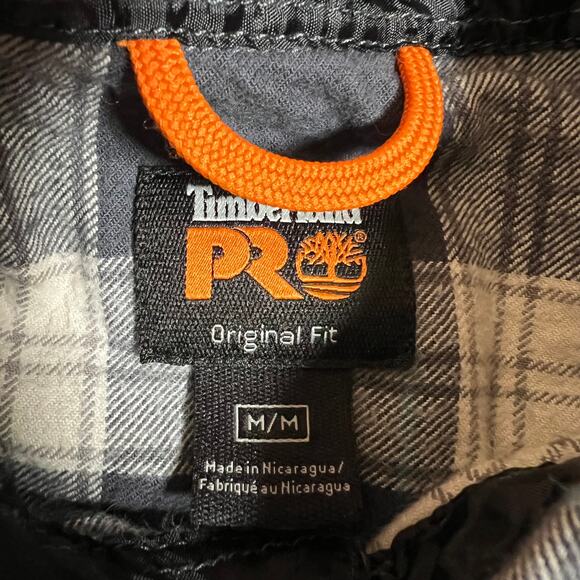 Timberland
PRO®
Original Fit
M/M
Made in Nicaragua/
Fabriqué au Nicaragua